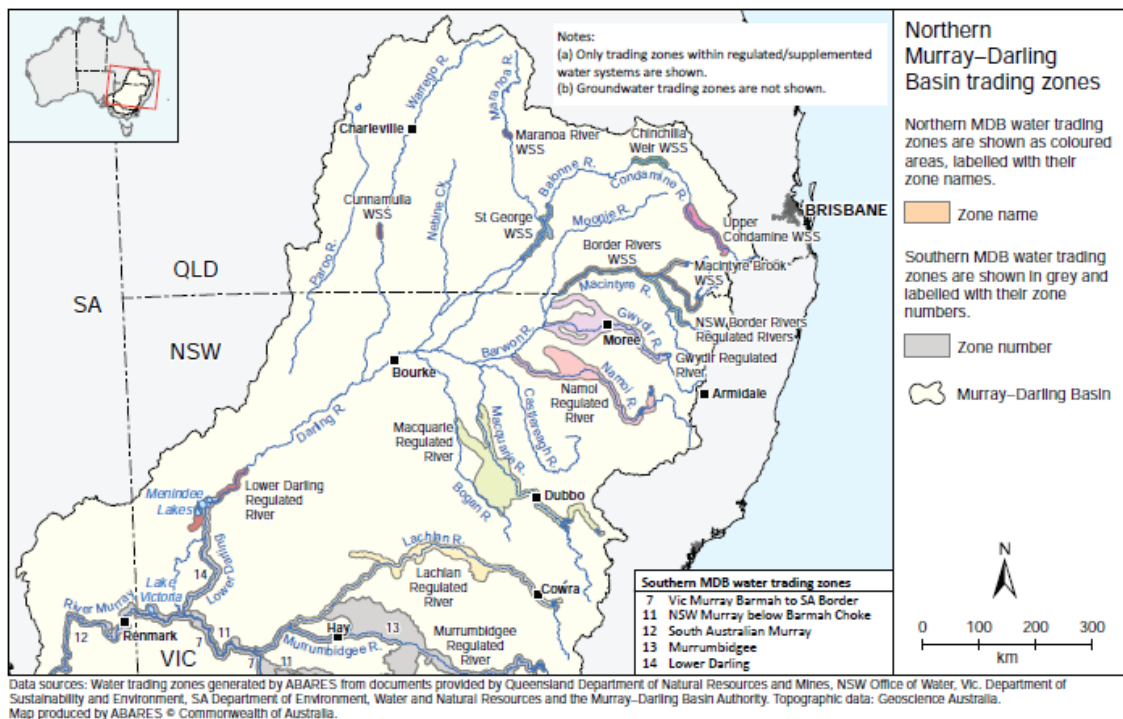 Notes:
(a) Only trading zones within regulated/supplemented
water systems are shown.
(b) Groundwater trading zones are not shown.
Northern
Murray–Darling
Basin trading zones
Northern MDB water trading
zones are shown as coloured
areas, labelled with their
zone names.
Zone name
Southern MDB water trading
zones are shown in grey and
labelled with their zone
numbers.
Zone number
Murray–Darling Basin
N
0 100 200 300
km
Warrego R.
Maranoa R.
Charleville
Maranoa River
WSS
Chinchilla
Weir WSS
Balonne R.
Condamine R.
Cunnamulla
WSS
Nebine Ck.
St George
WSS
Moonie R.
BRISBANE
Upper
Condamine WSS
Paroo R.
Border Rivers
WSS
Macintyre Brook
WSS
QLD
SA
NSW
Macintyre R.
NSW Border Rivers
Regulated Rivers
Gwydir R.
Moree
Barwon R.
Gwydir Regulated
River
Bourke
Namoi R.
Namoi
Regulated
River
Armidale
Darling R.
Castlereagh R.
Macquarie
Regulated
River
Macquarie R.
Bogan R.
Dubbo
Menindee
Lakes
Lower Darling
Regulated
River
Lachlan R.
Lachlan
Regulated
River
Cowra
14
Lower Darling
Lake
Victoria
River Murray
12
Renmark
7
11
Hay
13
Murrumbidgee R.
Murrumbidgee
Regulated
River
VIC
7
11
Southern MDB water trading zones
7 Vic Murray Barmah to SA Border
11 NSW Murray below Barmah Choke
12 South Australian Murray
13 Murrumbidgee
14 Lower Darling
Data sources: Water trading zones generated by ABARES from documents provided by Queensland Department of Natural Resources and Mines, NSW Office of Water, Vic. Department of
Sustainability and Environment, SA Department of Environment, Water and Natural Resources and the Murray–Darling Basin Authority. Topographic data: Geoscience Australia.
Map produced by ABARES © Commonwealth of Australia.